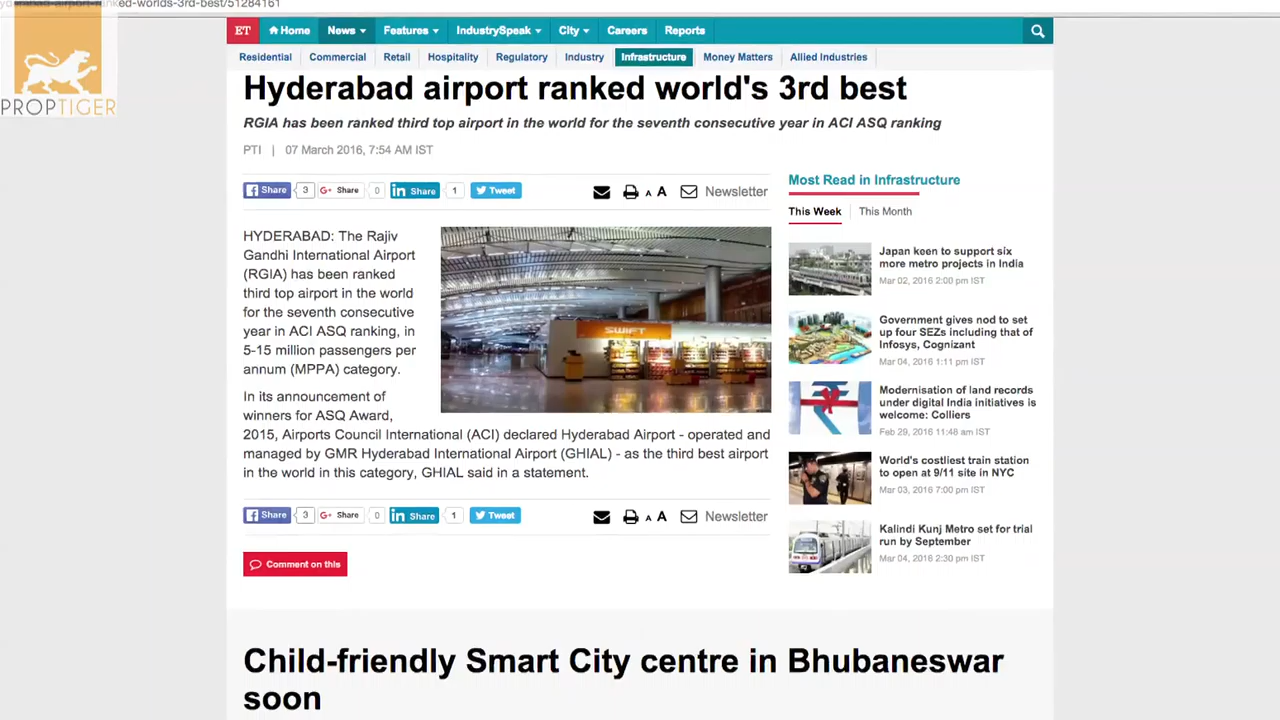 yderabad-airport-ranked-worlds-3rd-best/51284161
PROPTIGER
ET Home News Features IndustrySpeak City Careers Reports
Residential Commercial Retail Hospitality Regulatory Industry Infrastructure Money Matters Allied Industries
Hyderabad airport ranked world's 3rd best
RGIA has been ranked third top airport in the world for the seventh consecutive year in ACI ASQ ranking
PTI | 07 March 2016, 7:54 AM IST
Share 3 G+ Share 0 in Share 1 Tweet A A Newsletter
HYDERABAD: The Rajiv
Gandhi International Airport
(RGIA) has been ranked
third top airport in the world
for the seventh consecutive
year in ACI ASQ ranking, in
5-15 million passengers per
annum (MPPA) category.
SWIFT
In its announcement of
winners for ASQ Award,
2015, Airports Council International (ACI) declared Hyderabad Airport - operated and
managed by GMR Hyderabad International Airport (GHIAL) - as the third best airport
in the world in this category, GHIAL said in a statement.
Share 3 G+ Share 0 in Share 1 Tweet A A Newsletter
Comment on this
Most Read in Infrastructure
This Week This Month
Japan keen to support six
more metro projects in India
Mar 02, 2016 2:00 pm IST
Government gives nod to set
up four SEZs including that of
Infosys, Cognizant
Mar 04, 2016 1:11 pm IST
Modernisation of land records
under digital India initiatives is
welcome: Colliers
Feb 29, 2016 11:48 am IST
World's costliest train station
to open at 9/11 site in NYC
Mar 03, 2016 7:00 pm IST
Kalindi Kunj Metro set for trial
run by September
Mar 04, 2016 2:30 pm IST
Child-friendly Smart City centre in Bhubaneswar
soon